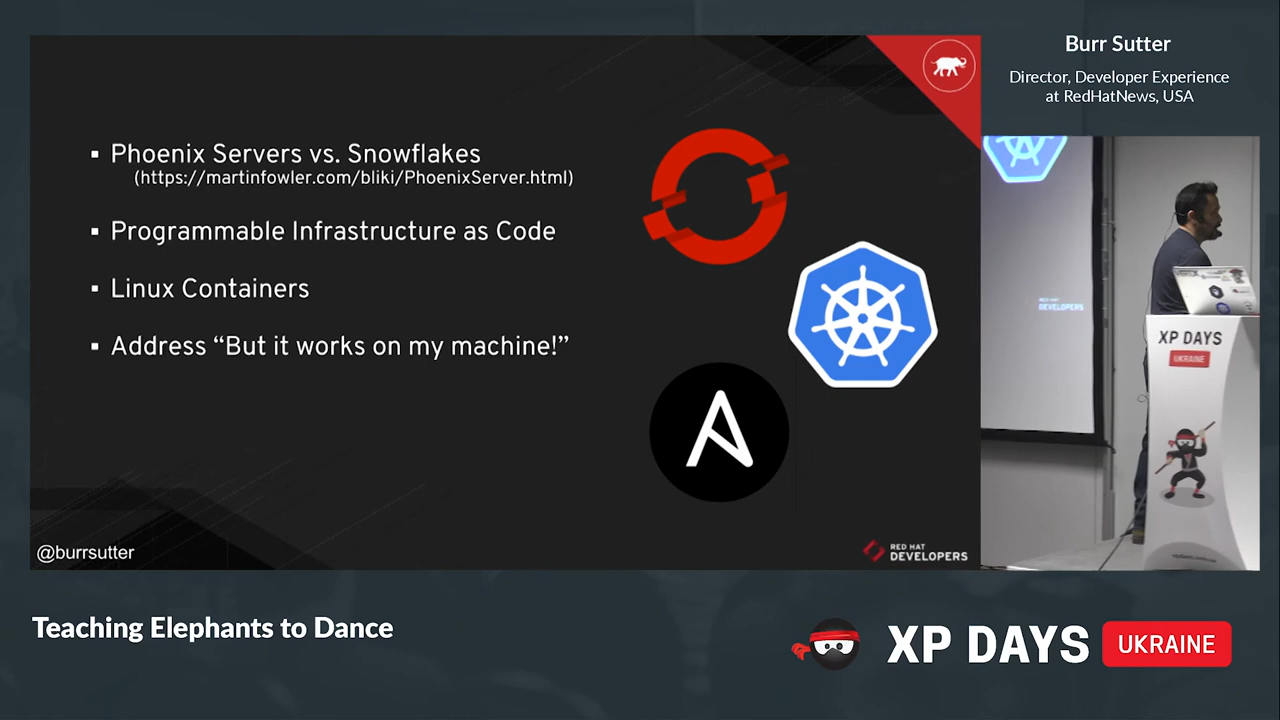 Burr Sutter
Director, Developer Experience
at RedHatNews, USA
▪ Phoenix Servers vs. Snowflakes
(https://martinfowler.com/bliki/PhoenixServer.html)
▪ Programmable Infrastructure as Code
▪ Linux Containers
▪ Address “But it works on my machine!”
@burrsutter
RED HAT
DEVELOPERS
RED HAT
DEVELOPERS
XP DAYS
UKRAINE
Teaching Elephants to Dance
XP DAYS
UKRAINE